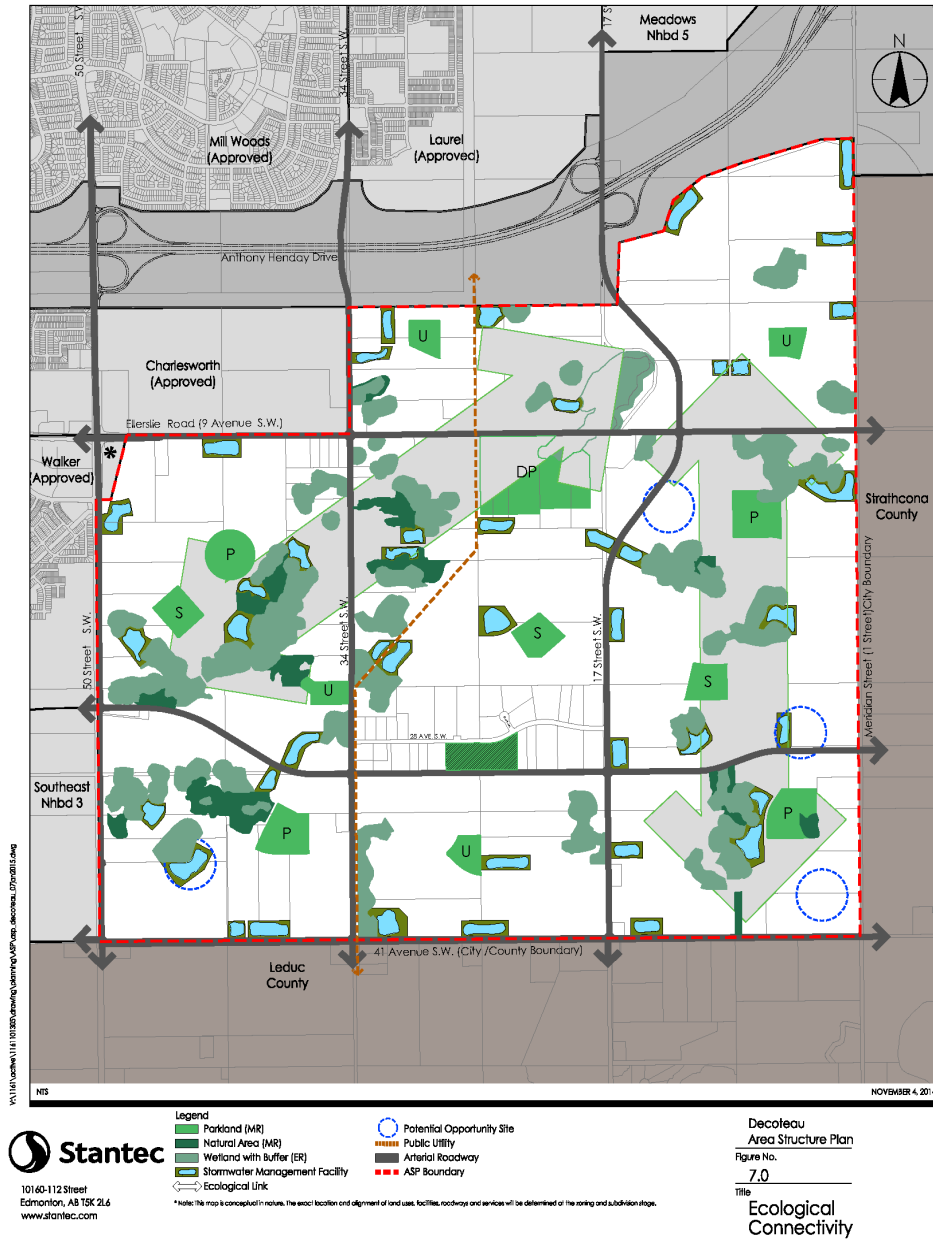 50 Street S.W.
34 Street S.W.
17 S
Meadows
Nhbd 5
N
Mill Woods
(Approved)
Laurel
(Approved)
Anthony Henday Drive
Charlesworth
(Approved)
U
U
Ellerslie Road (9 Avenue S.W.)
*
Walker
(Approved)
DP
Strathcona
County
P
P
S
S
S
U
50 Street S.W.
34 Street S.W.
17 Street S.W.
Meridian Street (1 Street)City Boundary
25 AVE. S.W.
Southeast
Nhbd 3
P
U
P
41 Avenue S.W. (City /County Boundary)
Leduc
County
NTS
NOVEMBER 4, 201
Stantec
10160-112 Street
Edmonton, AB T5K 2L6
www.stantec.com
Legend
Parkland (MR)
Natural Area (MR)
Wetland with Buffer (ER)
Stormwater Management Facility
Ecological Link
Potential Opportunity Site
Public Utility
Arterial Roadway
ASP Boundary
* Note: This map is conceptual in nature. The exact location and alignment of land uses, facilities, roadways and services will be determined at the zoning and subdivision stage.
Decoteau
Area Structure Plan
Figure No.
7.0
Title
Ecological
Connectivity